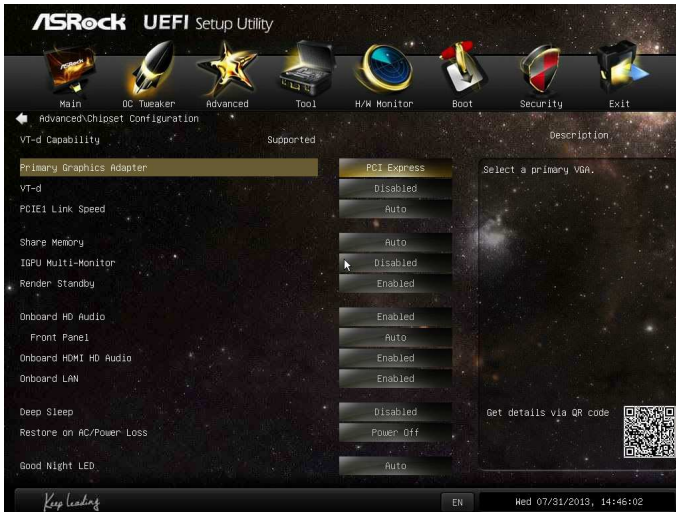 ASRock UEFI Setup Utility
Main OC Tweaker Advanced Tool H/W Monitor Boot Security Exit
Advanced\Chipset Configuration
Description
VT-d Capability Supported
Primary Graphics Adapter PCI Express
Select a primary VGA.
VT-d Disabled
PCIE1 Link Speed Auto
Share Memory Auto
IGPU Multi-Monitor Disabled
Render Standby Enabled
Onboard HD Audio Enabled
Front Panel Auto
Onboard HDMI HD Audio Enabled
Onboard LAN Enabled
Deep Sleep Disabled
Get details via QR code
Restore on AC/Power Loss Power Off
Good Night LED Auto
Keep Leading
EN
Wed 07/31/2013, 14:46:02